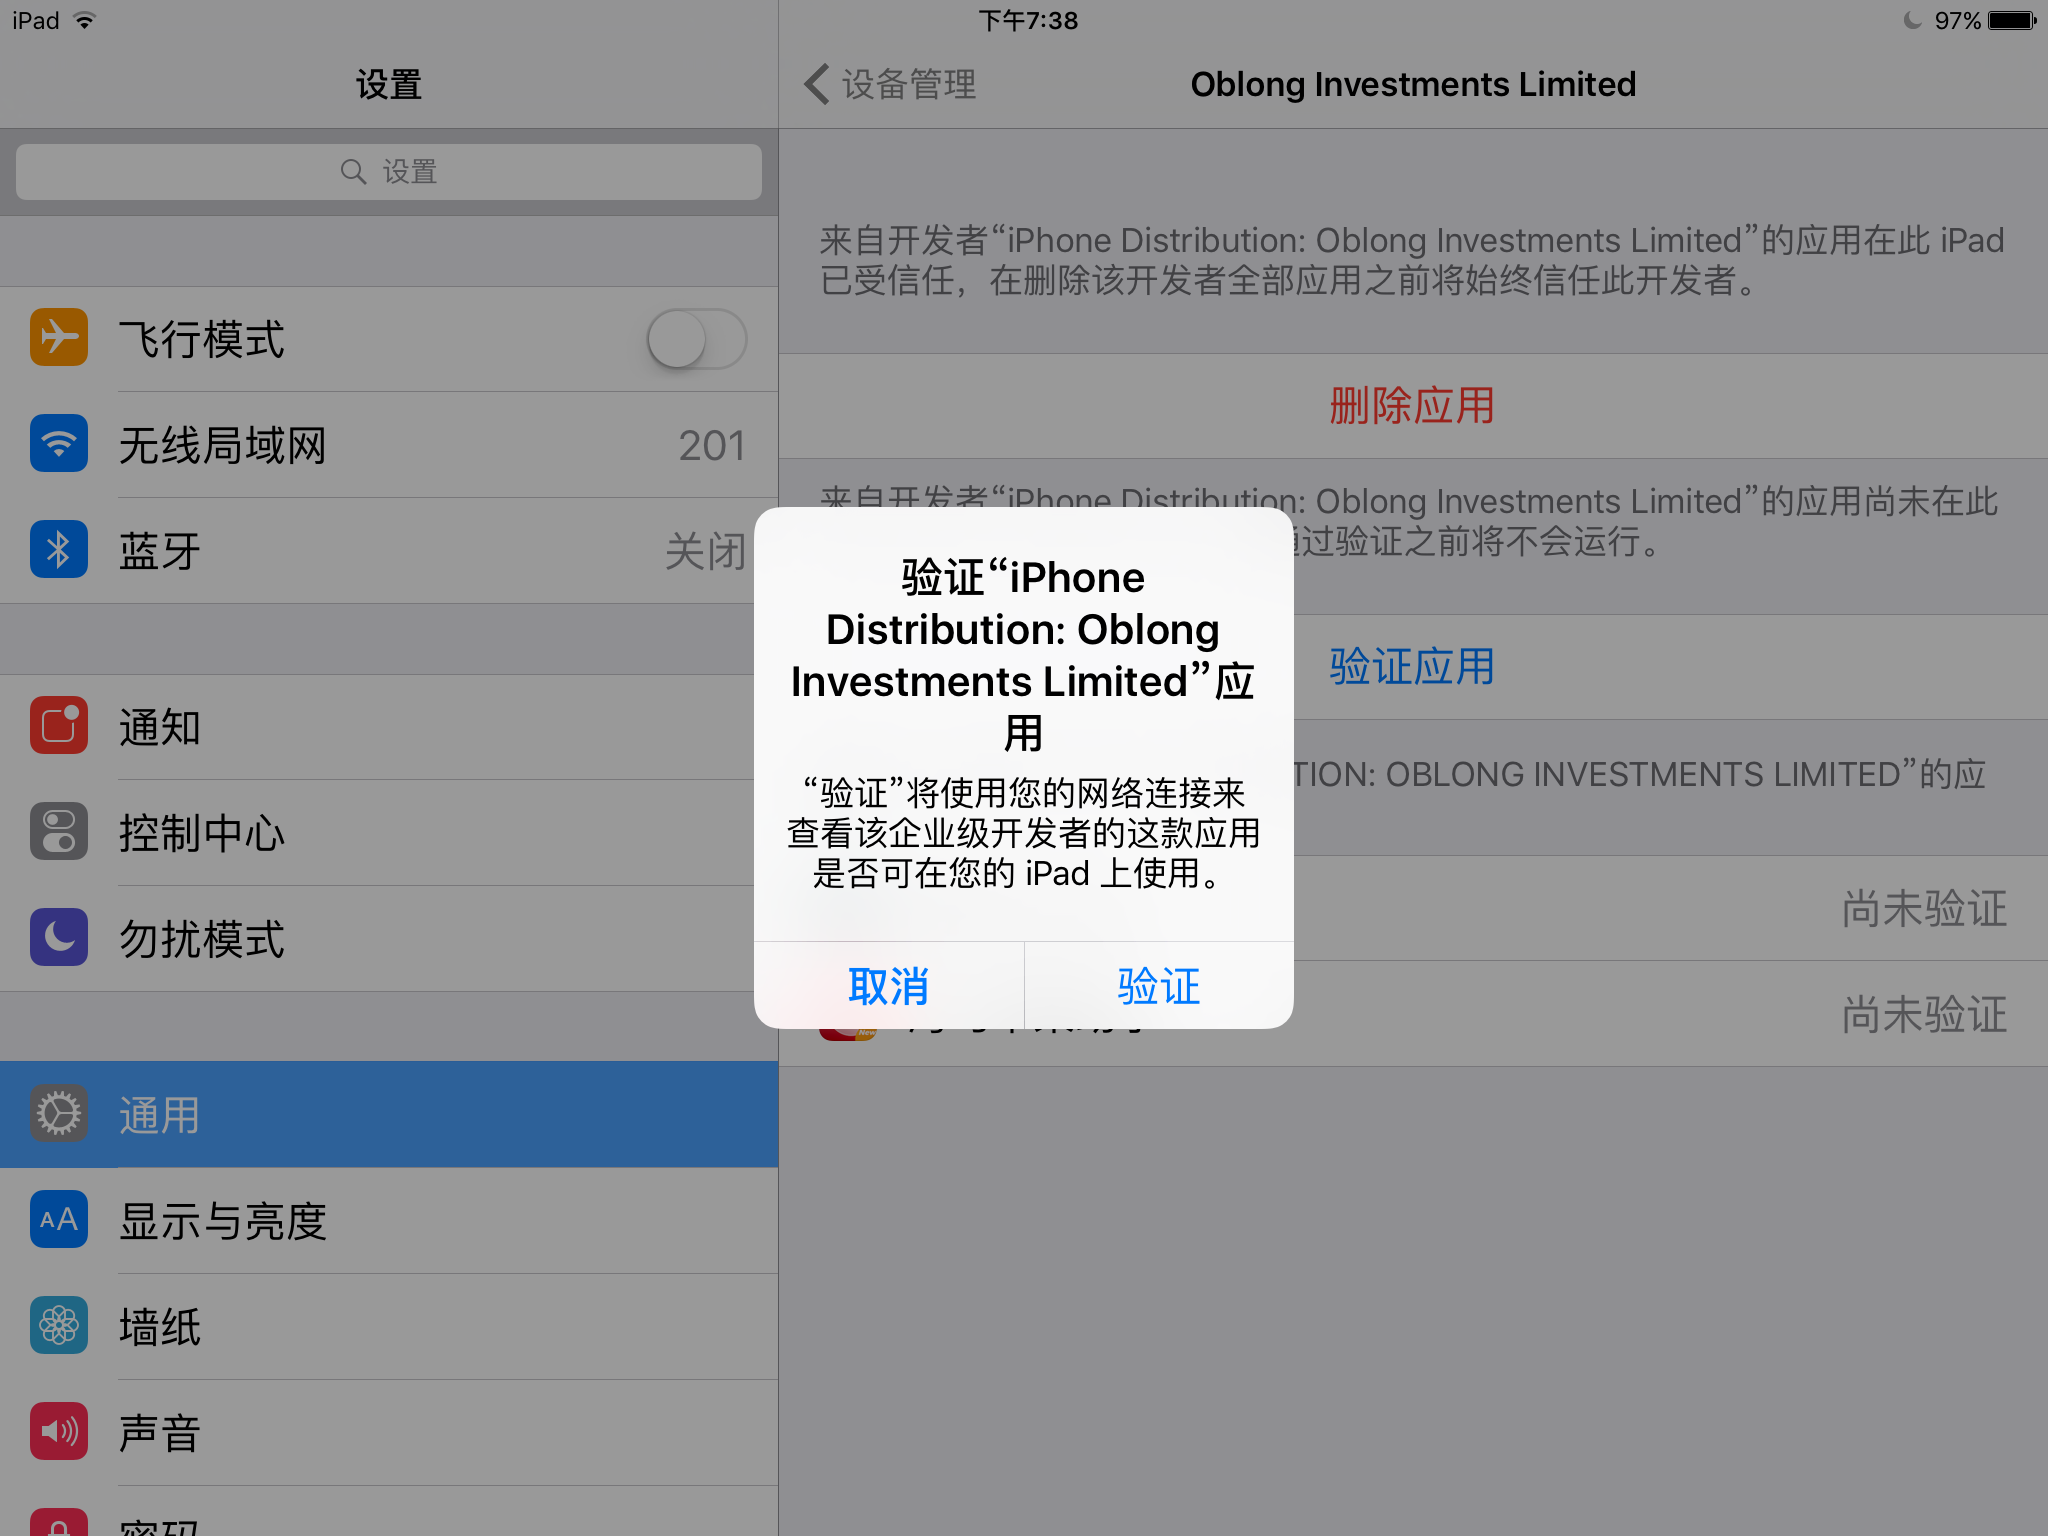 iPad
下午7:38
97%
设置
设置
飞行模式
无线局域网 201
蓝牙 关闭
通知
控制中心
勿扰模式
通用
显示与亮度
墙纸
声音
密码
设备管理
Oblong Investments Limited
来自开发者“iPhone Distribution: Oblong Investments Limited”的应用在此 iPad
已受信任，在删除该开发者全部应用之前将始终信任此开发者。
删除应用
来自开发者“iPhone Distribution: Oblong Investments Limited”的应用尚未在此
过验证之前将不会运行。
验证应用
TION: OBLONG INVESTMENTS LIMITED”的应
尚未验证
尚未验证
验证“iPhone
Distribution: Oblong
Investments Limited”应
用
“验证”将使用您的网络连接来
查看该企业级开发者的这款应用
是否可在您的 iPad 上使用。
取消
验证